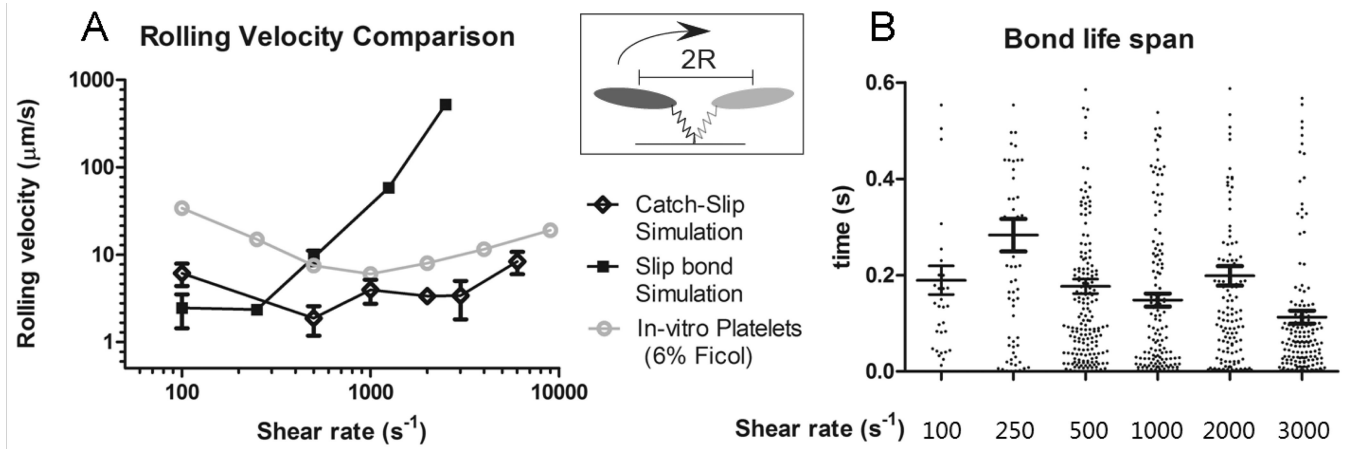 A
Rolling Velocity Comparison
Rolling velocity (μm/s)
1000
100
10
1
100
1000
10000
Shear rate (s-1)
2R
Catch-Slip
Simulation
Slip bond
Simulation
In-vitro Platelets
(6% Ficol)
B
Bond life span
time (s)
0.6
0.4
0.2
0.0
Shear rate (s-1) 100 250 500 1000 2000 3000